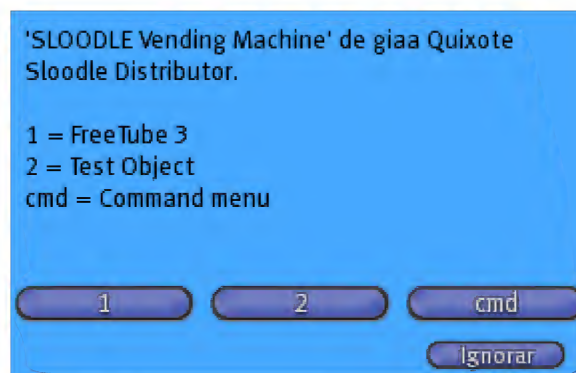 'SLOODLE Vending Machine' de giaa Quixote
Sloodle Distributor.
1 = FreeTube 3
2 = Test Object
cmd = Command menu
1 2 cmd
Ignorar